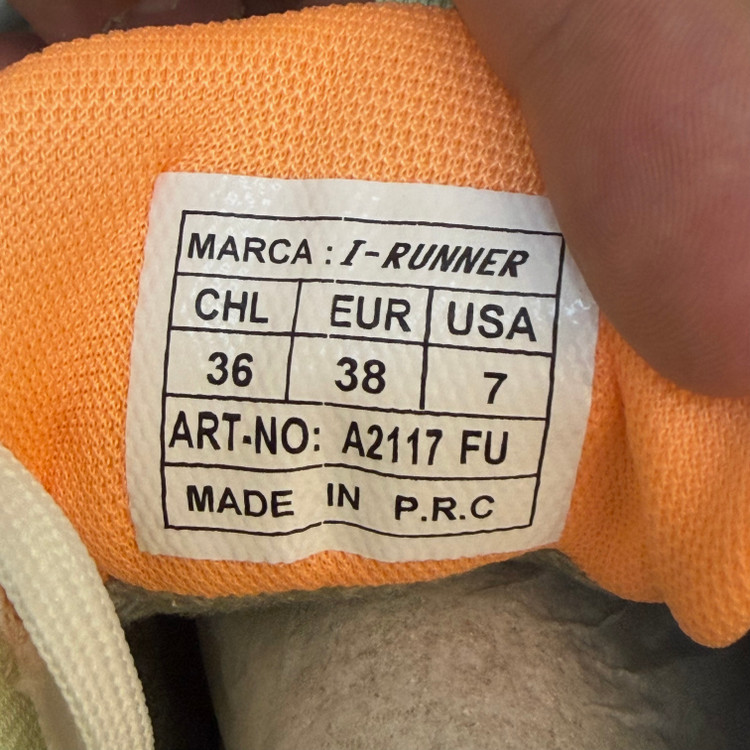 MARCA : I-RUNNER
CHL EUR USA
36 38 7
ART-NO: A2117 FU
MADE IN P.R.C